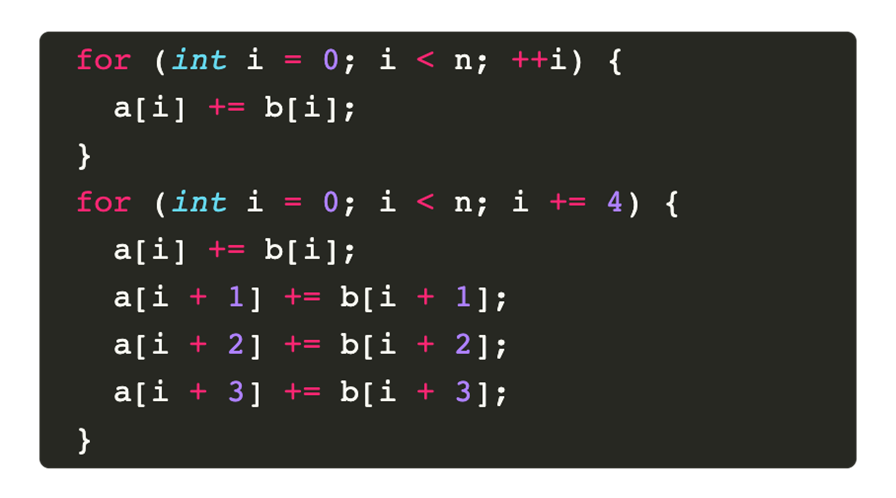 for (int i = 0; i < n; ++i) {
  a[i] += b[i];
}
for (int i = 0; i < n; i += 4) {
  a[i] += b[i];
  a[i + 1] += b[i + 1];
  a[i + 2] += b[i + 2];
  a[i + 3] += b[i + 3];
}